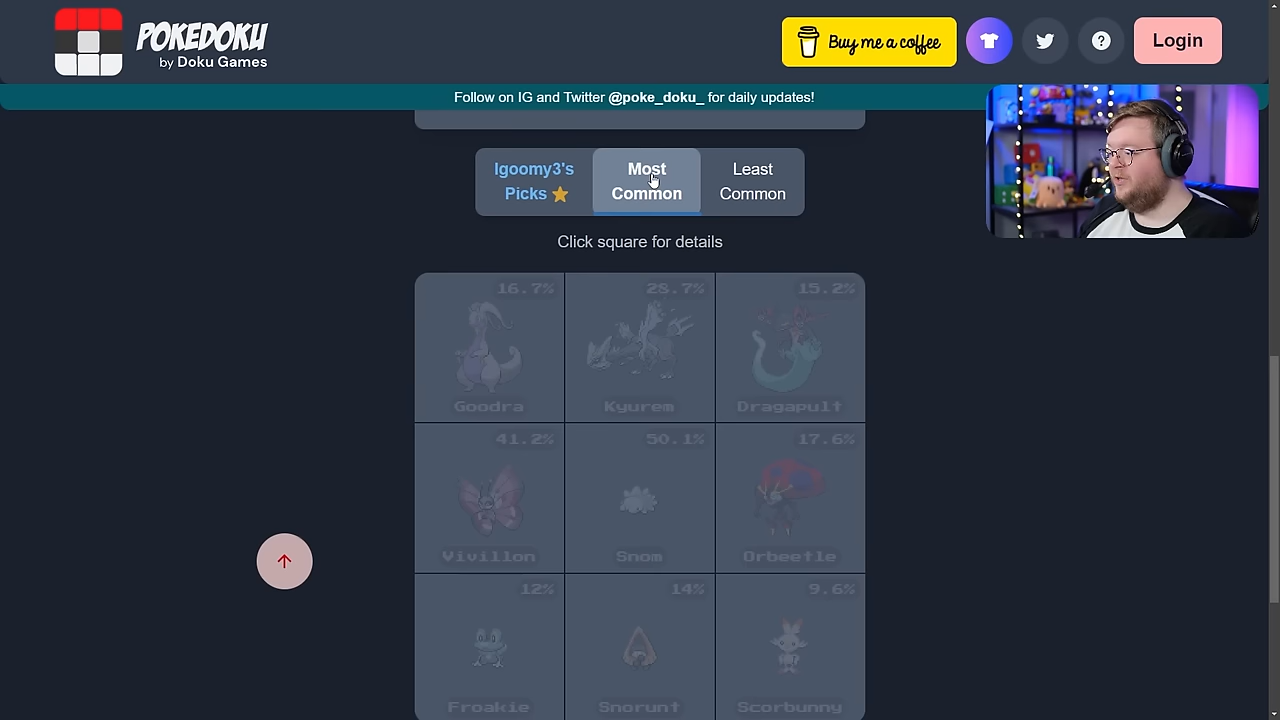 POKEDOKU
by Doku Games
Buy me a coffee
?
Login
Follow on IG and Twitter @poke_doku_ for daily updates!
Igoomy3's
Picks
Most
Common
Least
Common
Click square for details
16.7% 28.7% 15.2%
Goodra Kyurem Dragapult
41.2% 50.1% 17.6%
Vivillon Snom Orbeetle
12% 14% 9.6%
Froakie Snorunt Scorbunny